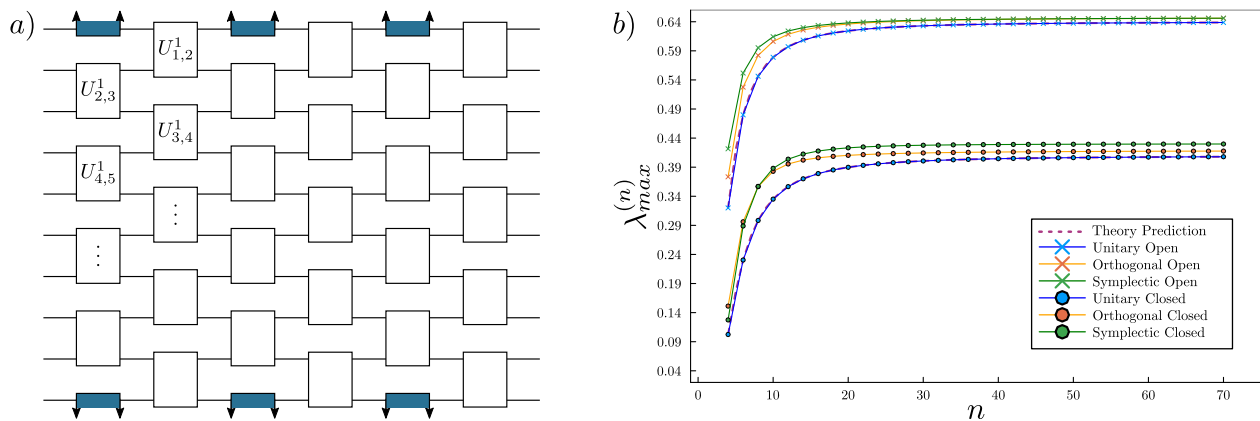 a)
U^1_{1,2}
U^1_{2,3}
U^1_{3,4}
U^1_{4,5}
⋮
⋮
b)
0.64
0.59
0.54
0.49
0.44
0.39
0.34
0.29
0.24
0.19
0.14
0.09
0.04
λ^{(n)}_{max}
Theory Prediction
Unitary Open
Orthogonal Open
Symplectic Open
Unitary Closed
Orthogonal Closed
Symplectic Closed
0 10 20 30 40 50 60 70
n